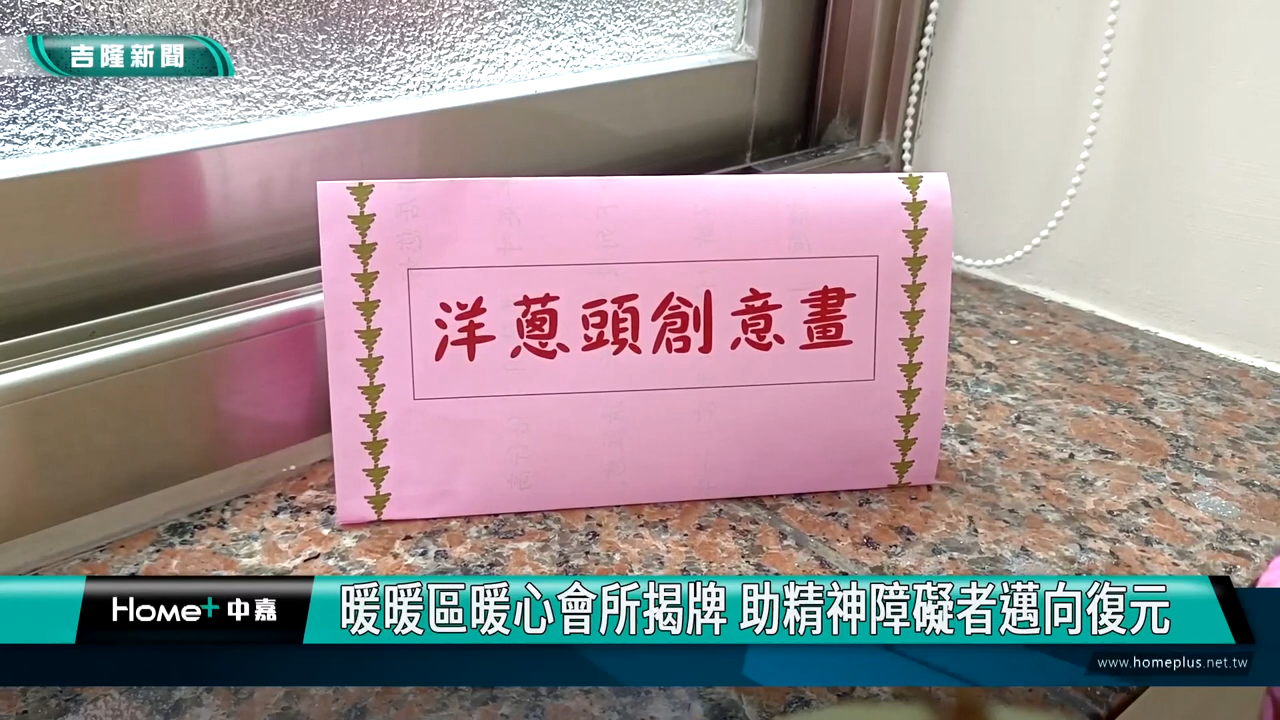 吉隆新聞
洋蔥頭創意畫
Home+ 中嘉
暖暖區暖心會所揭牌 助精神障礙者邁向復元
www.homeplus.net.tw